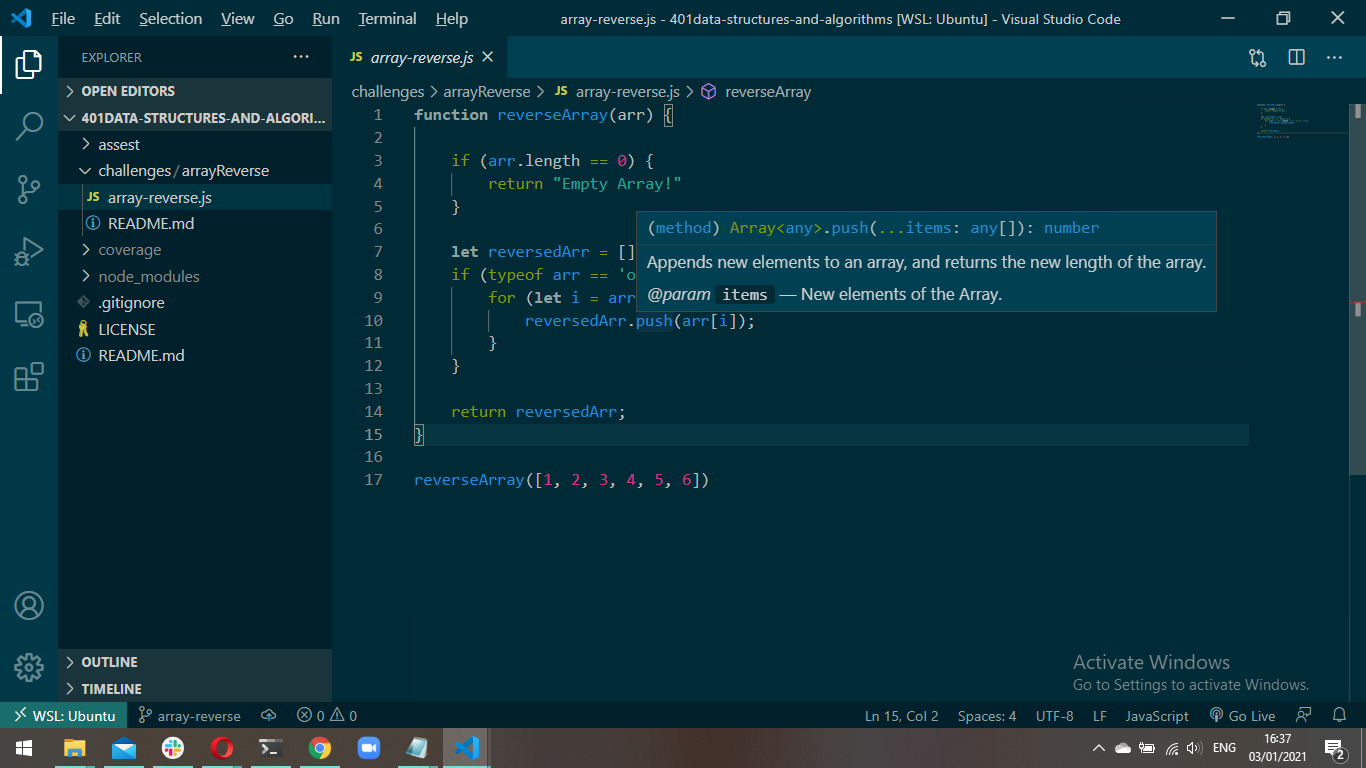 File Edit Selection View Go Run Terminal Help array-reverse.js - 401data-structures-and-algorithms [WSL: Ubuntu] - Visual Studio Code
EXPLORER ···
OPEN EDITORS
401DATA-STRUCTURES-AND-ALGORI...
assest
challenges / arrayReverse
JS array-reverse.js
README.md
coverage
node_modules
.gitignore
LICENSE
README.md
OUTLINE
TIMELINE
JS array-reverse.js
challenges > arrayReverse > JS array-reverse.js > reverseArray
1 function reverseArray(arr) {
2
3 if (arr.length == 0) {
4 return "Empty Array!"
5 }
6
7 let reversedArr = []
8 if (typeof arr == 'o
9 for (let i = arr
10 reversedArr.push(arr[i]);
11 }
12 }
13
14 return reversedArr;
15 }
16
17 reverseArray([1, 2, 3, 4, 5, 6])
(method) Array<any>.push(...items: any[]): number
Appends new elements to an array, and returns the new length of the array.
@param items — New elements of the Array.
Activate Windows
Go to Settings to activate Windows.
WSL: Ubuntu array-reverse 0 0 Ln 15, Col 2 Spaces: 4 UTF-8 LF JavaScript Go Live
ENG
16:37
03/01/2021
2